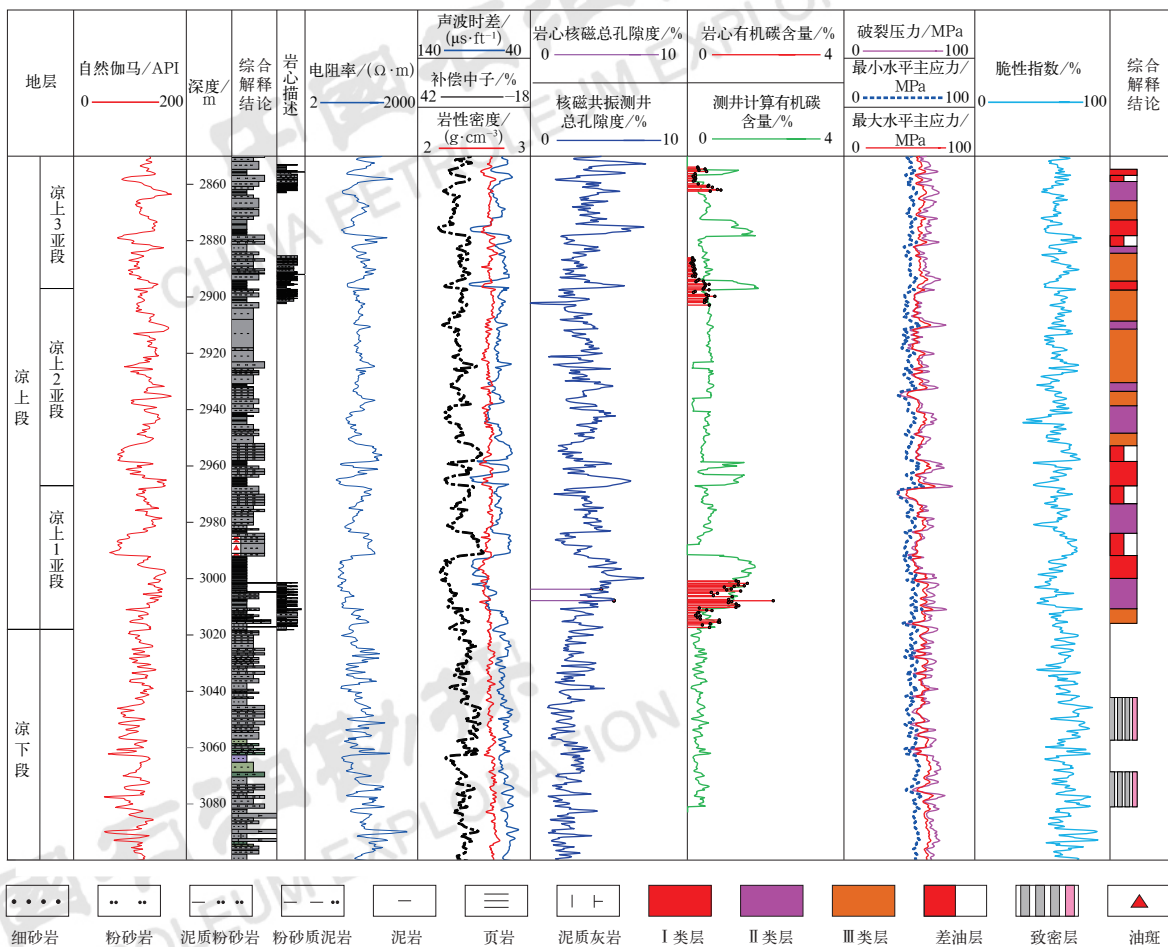 地层
自然伽马/API
0 200
深度/
m
综合
解释
结论
岩心描述
电阻率/(Ω·m)
2 2000
声波时差/
(μs·ft⁻¹)
140 40
补偿中子/%
42 −18
岩性密度/
(g·cm⁻³)
2 3
岩心核磁总孔隙度/%
0 10
核磁共振测井
总孔隙度/%
0 10
岩心有机碳含量/%
0 4
测井计算有机碳
含量/%
0 4
破裂压力/MPa
0 100
最小水平主应力/
MPa
0 100
最大水平主应力/
MPa
0 100
脆性指数/%
0 100
综合
解释
结论
凉上段
凉上3亚段
凉上2亚段
凉上1亚段
凉下段
2860
2880
2900
2920
2940
2960
2980
3000
3020
3040
3060
3080
CHINA PETROLEUM EXPLORATION
PETROLEUM EXPLORATION
细砂岩 粉砂岩 泥质粉砂岩 粉砂质泥岩 泥岩 页岩 泥质灰岩 Ⅰ类层 Ⅱ类层 Ⅲ类层 差油层 致密层 油斑